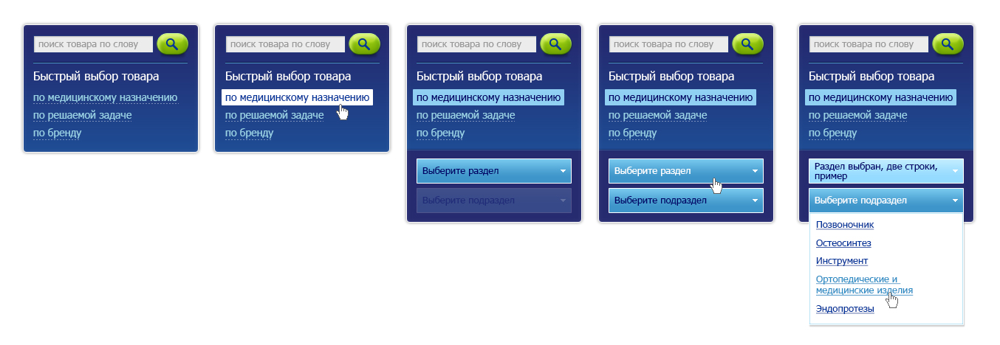 поиск товара по слову
Быстрый выбор товара
по медицинскому назначению
по решаемой задаче
по бренду
поиск товара по слову
Быстрый выбор товара
по медицинскому назначению
по решаемой задаче
по бренду
поиск товара по слову
Быстрый выбор товара
по медицинскому назначению
по решаемой задаче
по бренду
Выберите раздел
Выберите подраздел
поиск товара по слову
Быстрый выбор товара
по медицинскому назначению
по решаемой задаче
по бренду
Выберите раздел
Выберите подраздел
поиск товара по слову
Быстрый выбор товара
по медицинскому назначению
по решаемой задаче
по бренду
Раздел выбран, две строки,
пример
Выберите подраздел
Позвоночник
Остеосинтез
Инструмент
Ортопедические и
медицинские изделия
Эндопротезы